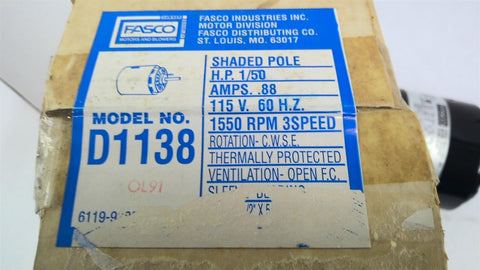 FASCO
MOTORS AND BLOWERS
FASCO INDUSTRIES INC.
MOTOR DIVISION
FASCO DISTRIBUTING CO.
ST. LOUIS, MO. 63017
SHADED POLE
H.P. 1/50
AMPS. .88
115 V. 60 H.Z.
MODEL NO.
D1138
1550 RPM 3SPEED
ROTATION- C.W.S.E.
THERMALLY PROTECTED
VENTILATION- OPEN F.C.
OL91